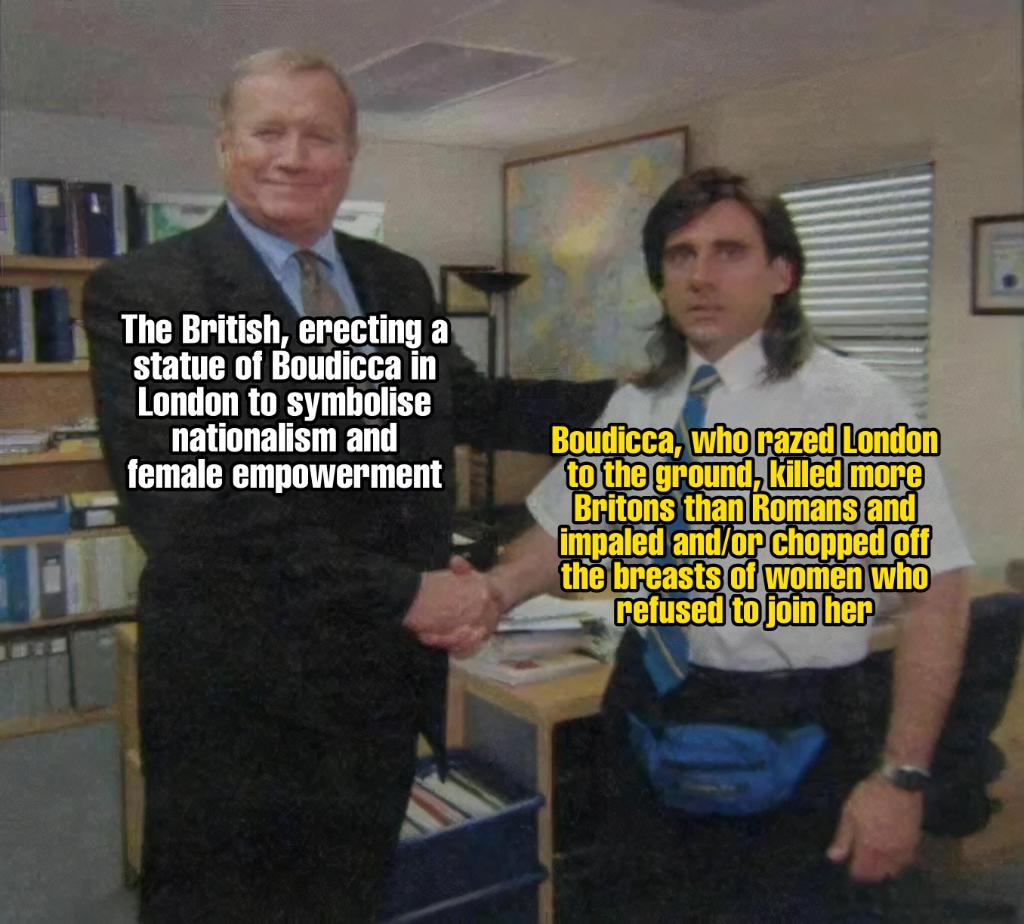 The British, erecting a
statue of Boudicca in
London to symbolise
nationalism and
female empowerment
Boudicca, who razed London
to the ground, killed more
Britons than Romans and
impaled and/or chopped off
the breasts of women who
refused to join her